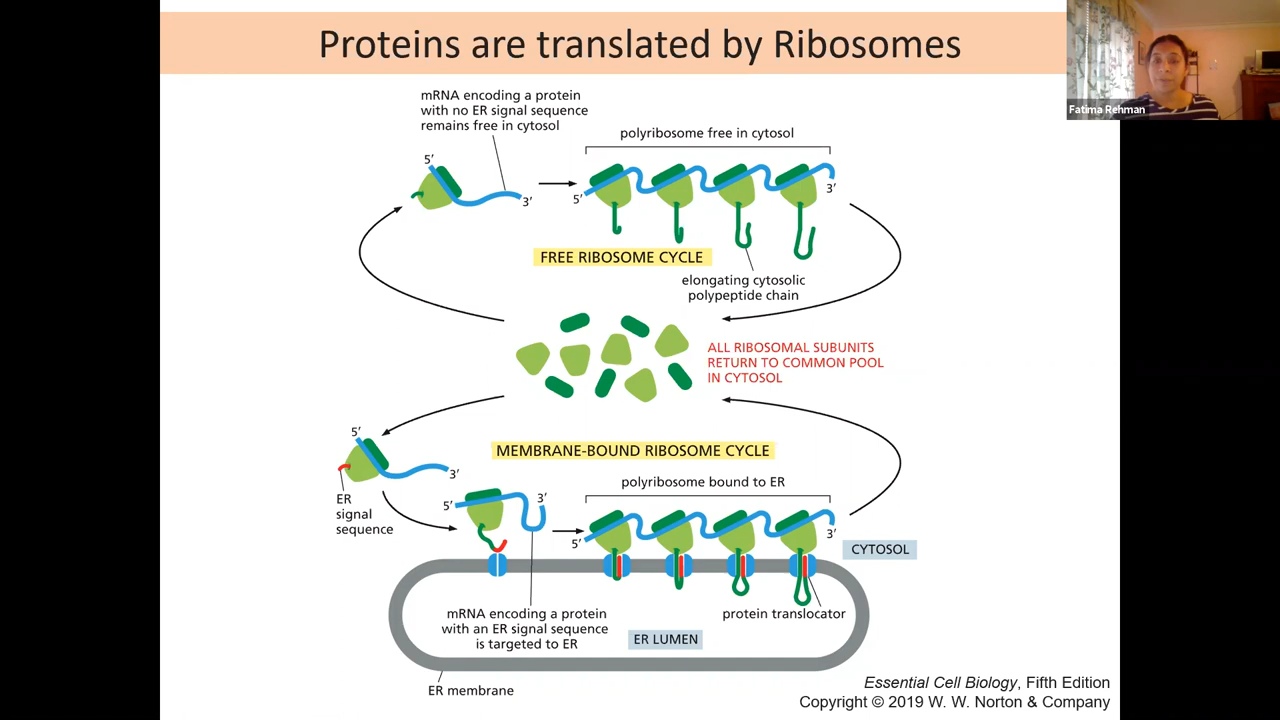 Proteins are translated by Ribosomes
Fatima Rehman
mRNA encoding a protein
with no ER signal sequence
remains free in cytosol
polyribosome free in cytosol
5′
3′
5′
3′
FREE RIBOSOME CYCLE
elongating cytosolic
polypeptide chain
ALL RIBOSOMAL SUBUNITS
RETURN TO COMMON POOL
IN CYTOSOL
MEMBRANE-BOUND RIBOSOME CYCLE
5′
3′
ER
signal
sequence
5′
3′
polyribosome bound to ER
5′
3′
CYTOSOL
mRNA encoding a protein
with an ER signal sequence
is targeted to ER
protein translocator
ER LUMEN
ER membrane
Essential Cell Biology, Fifth Edition
Copyright © 2019 W. W. Norton & Company